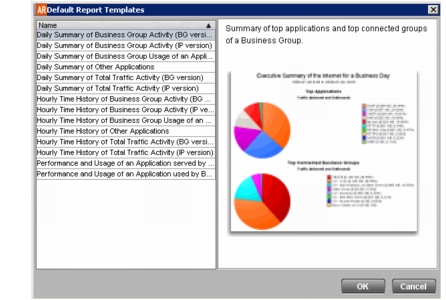 AR Default Report Templates
Name
Daily Summary of Business Group Activity (BG versi...
Daily Summary of Business Group Activity (IP version)
Daily Summary of Business Group Usage of an Appli...
Daily Summary of Other Applications
Daily Summary of Total Traffic Activity (BG version)
Daily Summary of Total Traffic Activity (IP version)
Hourly Time History of Business Group Activity (BG ...
Hourly Time History of Business Group Activity (IP ve...
Hourly Time History of Business Group Usage of an ...
Hourly Time History of Other Applications
Hourly Time History of Total Traffic Activity (BG versi...
Hourly Time History of Total Traffic Activity (IP version)
Performance and Usage of an Application served by ...
Performance and Usage of an Application used by B...
Summary of top applications and top connected groups
of a Business Group.
Executive Summary of the Internet for a Business Day
Top Applications
Traffic (Inbound and Outbound)
Top Connected Business Groups
Traffic (Inbound and Outbound)
OK
Cancel